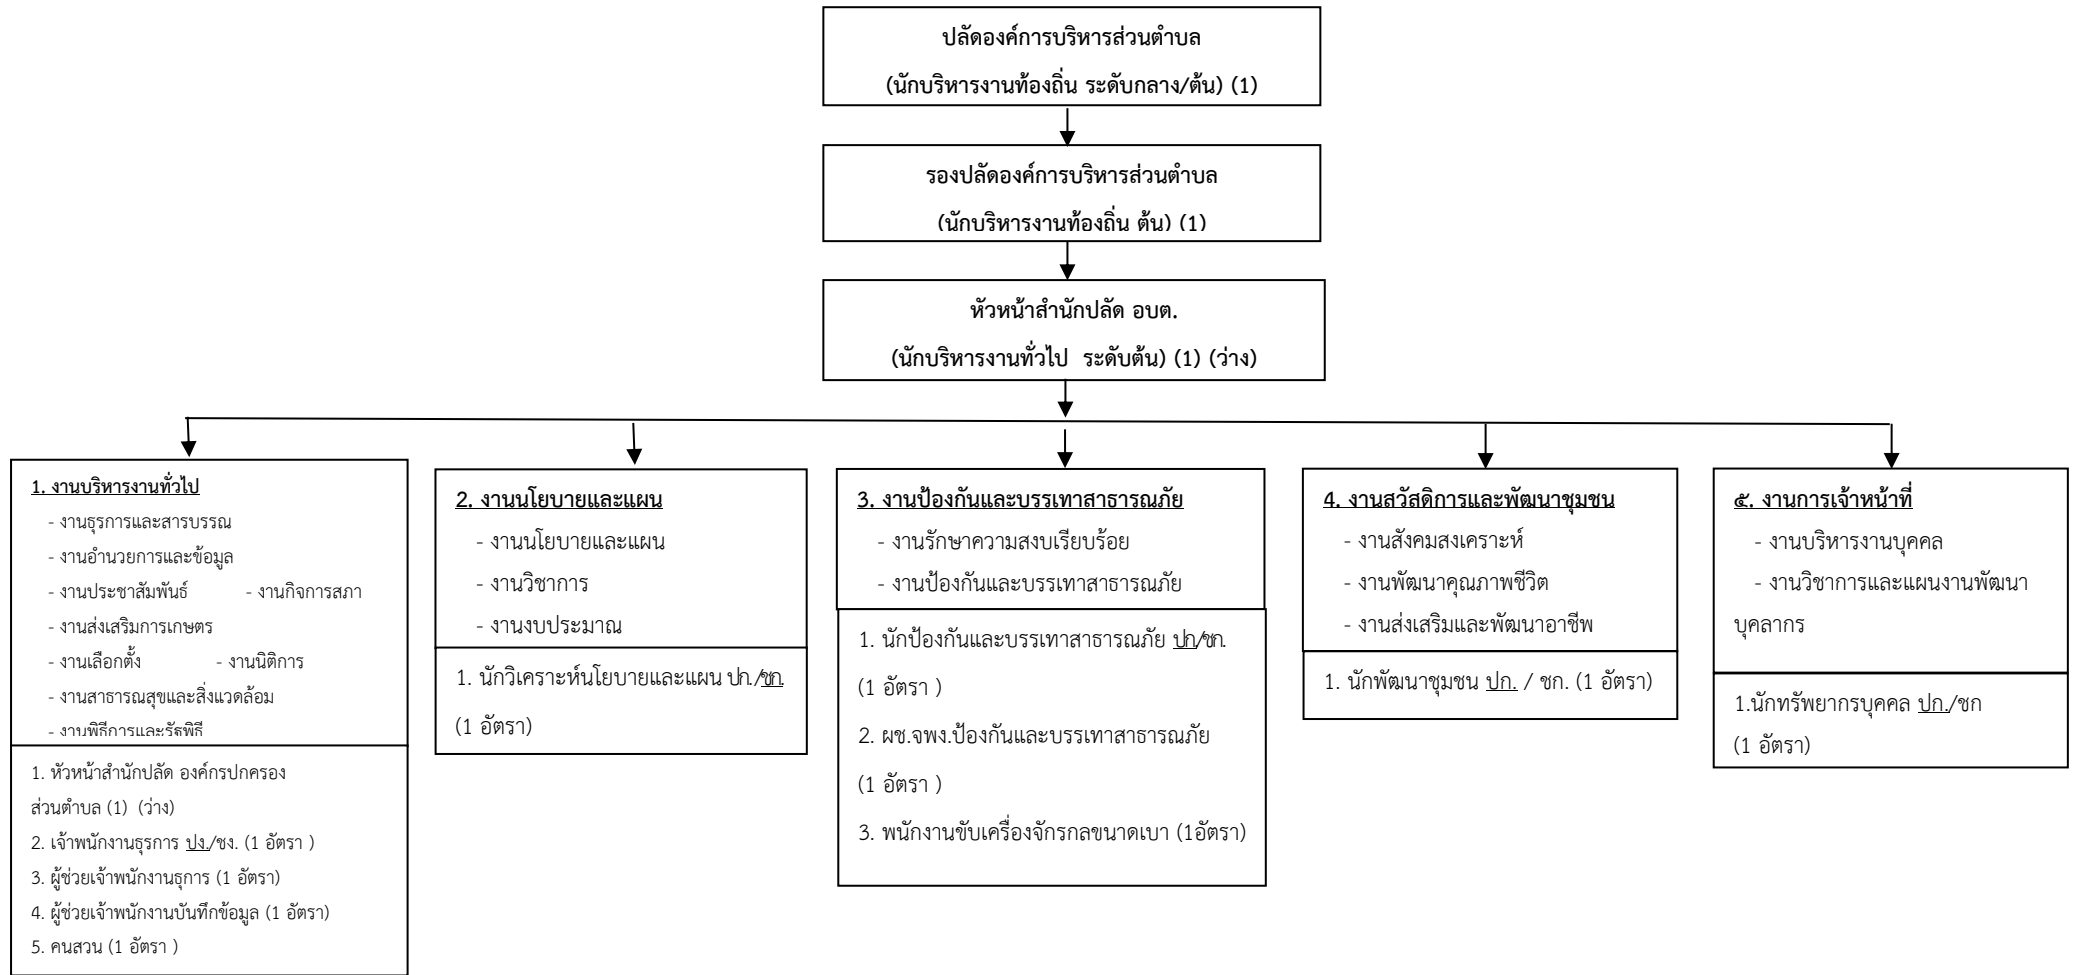 ปลัดองค์การบริหารส่วนตำบล
(นักบริหารงานท้องถิ่น ระดับกลาง/ต้น) (1)
รองปลัดองค์การบริหารส่วนตำบล
(นักบริหารงานท้องถิ่น ต้น) (1)
หัวหน้าสำนักปลัด อบต.
(นักบริหารงานทั่วไป ระดับต้น) (1) (ว่าง)
1. งานบริหารงานทั่วไป
- งานธุรการและสารบรรณ
- งานอำนวยการและข้อมูล
- งานประชาสัมพันธ์ - งานกิจการสภา
- งานส่งเสริมการเกษตร
- งานเลือกตั้ง - งานนิติการ
- งานสาธารณสุขและสิ่งแวดล้อม
- งานพิธีการและรัฐพิธี
1. หัวหน้าสำนักปลัด องค์กรปกครอง
ส่วนตำบล (1) (ว่าง)
2. เจ้าพนักงานธุรการ ปง./ชง. (1 อัตรา )
3. ผู้ช่วยเจ้าพนักงานธุการ (1 อัตรา)
4. ผู้ช่วยเจ้าพนักงานบันทึกข้อมูล (1 อัตรา)
5. คนสวน (1 อัตรา )
2. งานนโยบายและแผน
- งานนโยบายและแผน
- งานวิชาการ
- งานงบประมาณ
1. นักวิเคราะห์นโยบายและแผน ปก./ชก.
(1 อัตรา)
3. งานป้องกันและบรรเทาสาธารณภัย
- งานรักษาความสงบเรียบร้อย
- งานป้องกันและบรรเทาสาธารณภัย
1. นักป้องกันและบรรเทาสาธารณภัย ปก/ชก.
(1 อัตรา )
2. ผช.จพง.ป้องกันและบรรเทาสาธารณภัย
(1 อัตรา )
3. พนักงานขับเครื่องจักรกลขนาดเบา (1อัตรา)
4. งานสวัสดิการและพัฒนาชุมชน
- งานสังคมสงเคราะห์
- งานพัฒนาคุณภาพชีวิต
- งานส่งเสริมและพัฒนาอาชีพ
1. นักพัฒนาชุมชน ปก. / ชก. (1 อัตรา)
๕. งานการเจ้าหน้าที่
- งานบริหารงานบุคคล
- งานวิชาการและแผนงานพัฒนา
บุคลากร
1.นักทรัพยากรบุคคล ปก./ชก
(1 อัตรา)